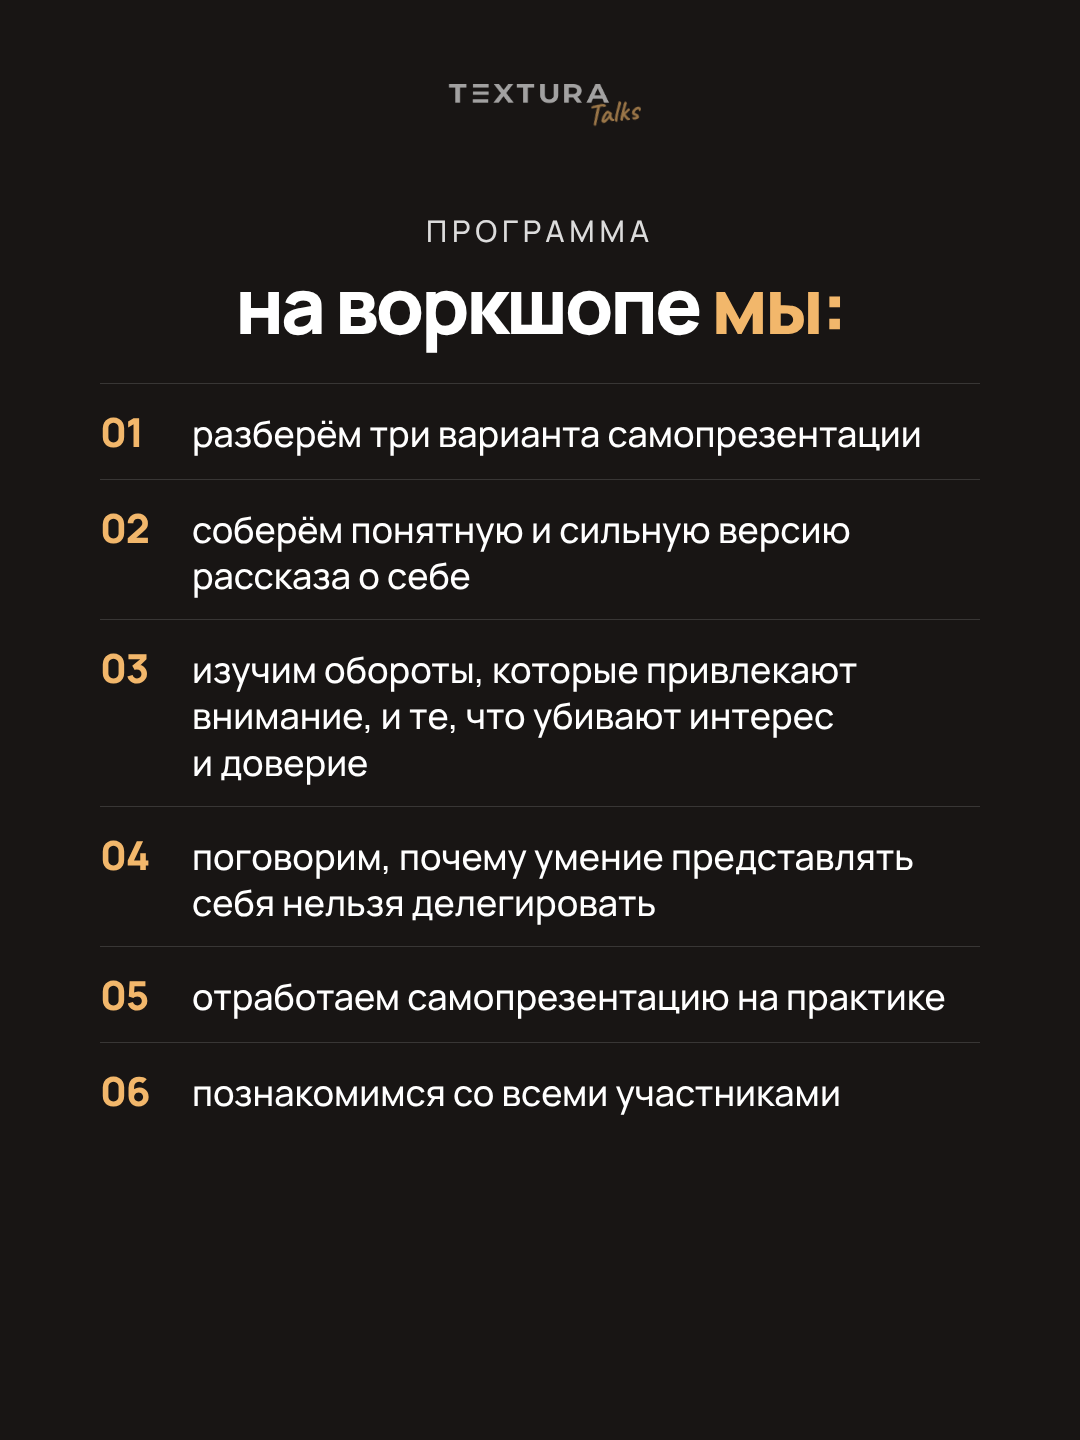 TEXTURA
Talks
ПРОГРАММА
на воркшопе мы:
01 разберём три варианта самопрезентации
02 соберём понятную и сильную версию
рассказа о себе
03 изучим обороты, которые привлекают
внимание, и те, что убивают интерес
и доверие
04 поговорим, почему умение представлять
себя нельзя делегировать
05 отработаем самопрезентацию на практике
06 познакомимся со всеми участниками